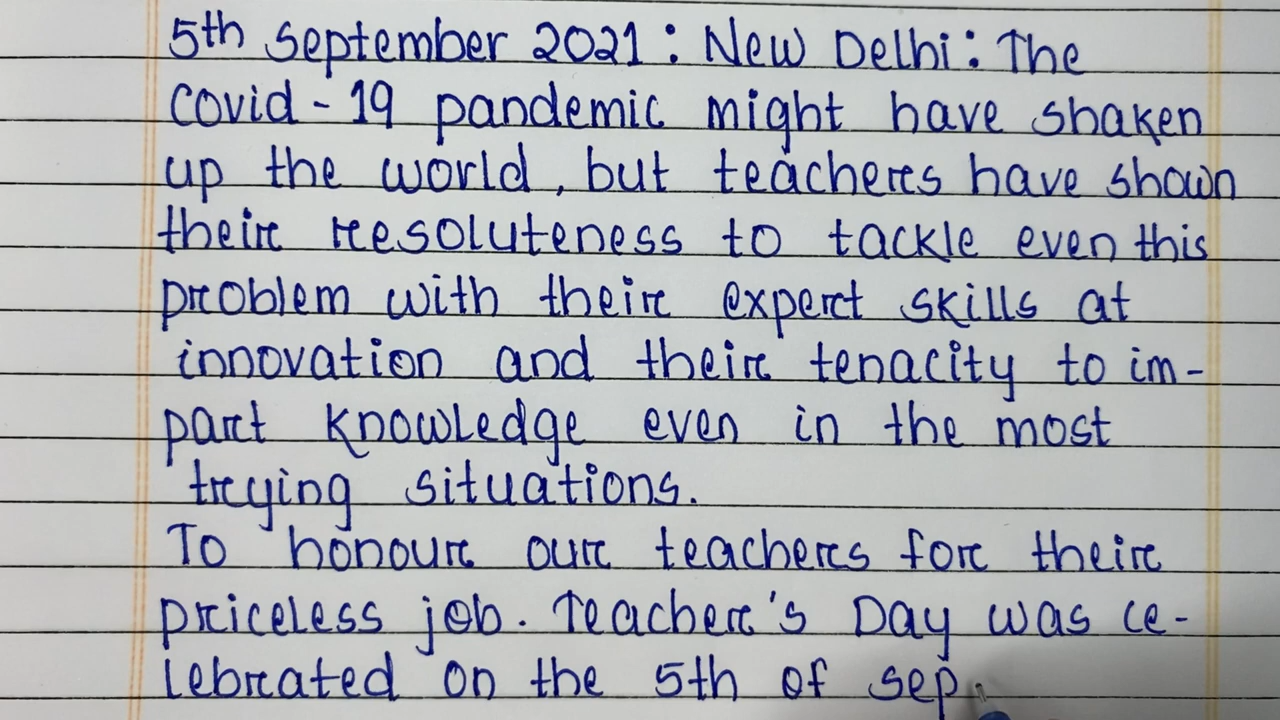 5th September 2021 : New Delhi : The
Covid - 19 pandemic might have shaken
up the world, but teachers have shown
their resoluteness to tackle even this
problem with their expert skills at
innovation and their tenacity to im-
part knowledge even in the most
trying situations.
To honour our teachers for their
priceless job. Teacher's Day was ce-
lebrated on the 5th of sep